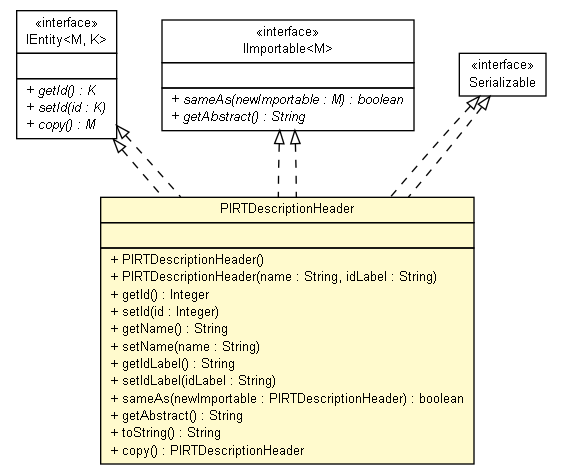 «interface»
IEntity<M, K>
+ getId() : K
+ setId(id : K)
+ copy() : M
«interface»
IImportable<M>
+ sameAs(newImportable : M) : boolean
+ getAbstract() : String
«interface»
Serializable
PIRTDescriptionHeader
+ PIRTDescriptionHeader()
+ PIRTDescriptionHeader(name : String, idLabel : String)
+ getId() : Integer
+ setId(id : Integer)
+ getName() : String
+ setName(name : String)
+ getIdLabel() : String
+ setIdLabel(idLabel : String)
+ sameAs(newImportable : PIRTDescriptionHeader) : boolean
+ getAbstract() : String
+ toString() : String
+ copy() : PIRTDescriptionHeader